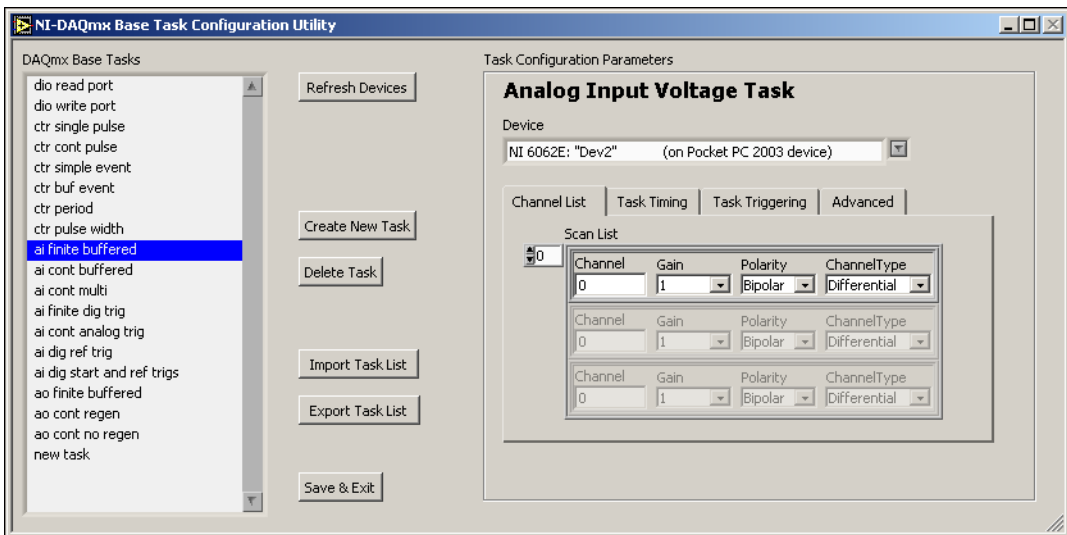 NI-DAQmx Base Task Configuration Utility
DAQmx Base Tasks
dio read port
dio write port
ctr single pulse
ctr cont pulse
ctr simple event
ctr buf event
ctr period
ctr pulse width
ai finite buffered
ai cont buffered
ai cont multi
ai finite dig trig
ai cont analog trig
ai dig ref trig
ai dig start and ref trigs
ao finite buffered
ao cont regen
ao cont no regen
new task
Refresh Devices
Create New Task
Delete Task
Import Task List
Export Task List
Save & Exit
Task Configuration Parameters
Analog Input Voltage Task
Device
NI 6062E: "Dev2" (on Pocket PC 2003 device)
Channel List Task Timing Task Triggering Advanced
Scan List
0
Channel Gain Polarity ChannelType
0 1 Bipolar Differential
Channel Gain Polarity ChannelType
0 1 Bipolar Differential
Channel Gain Polarity ChannelType
0 1 Bipolar Differential